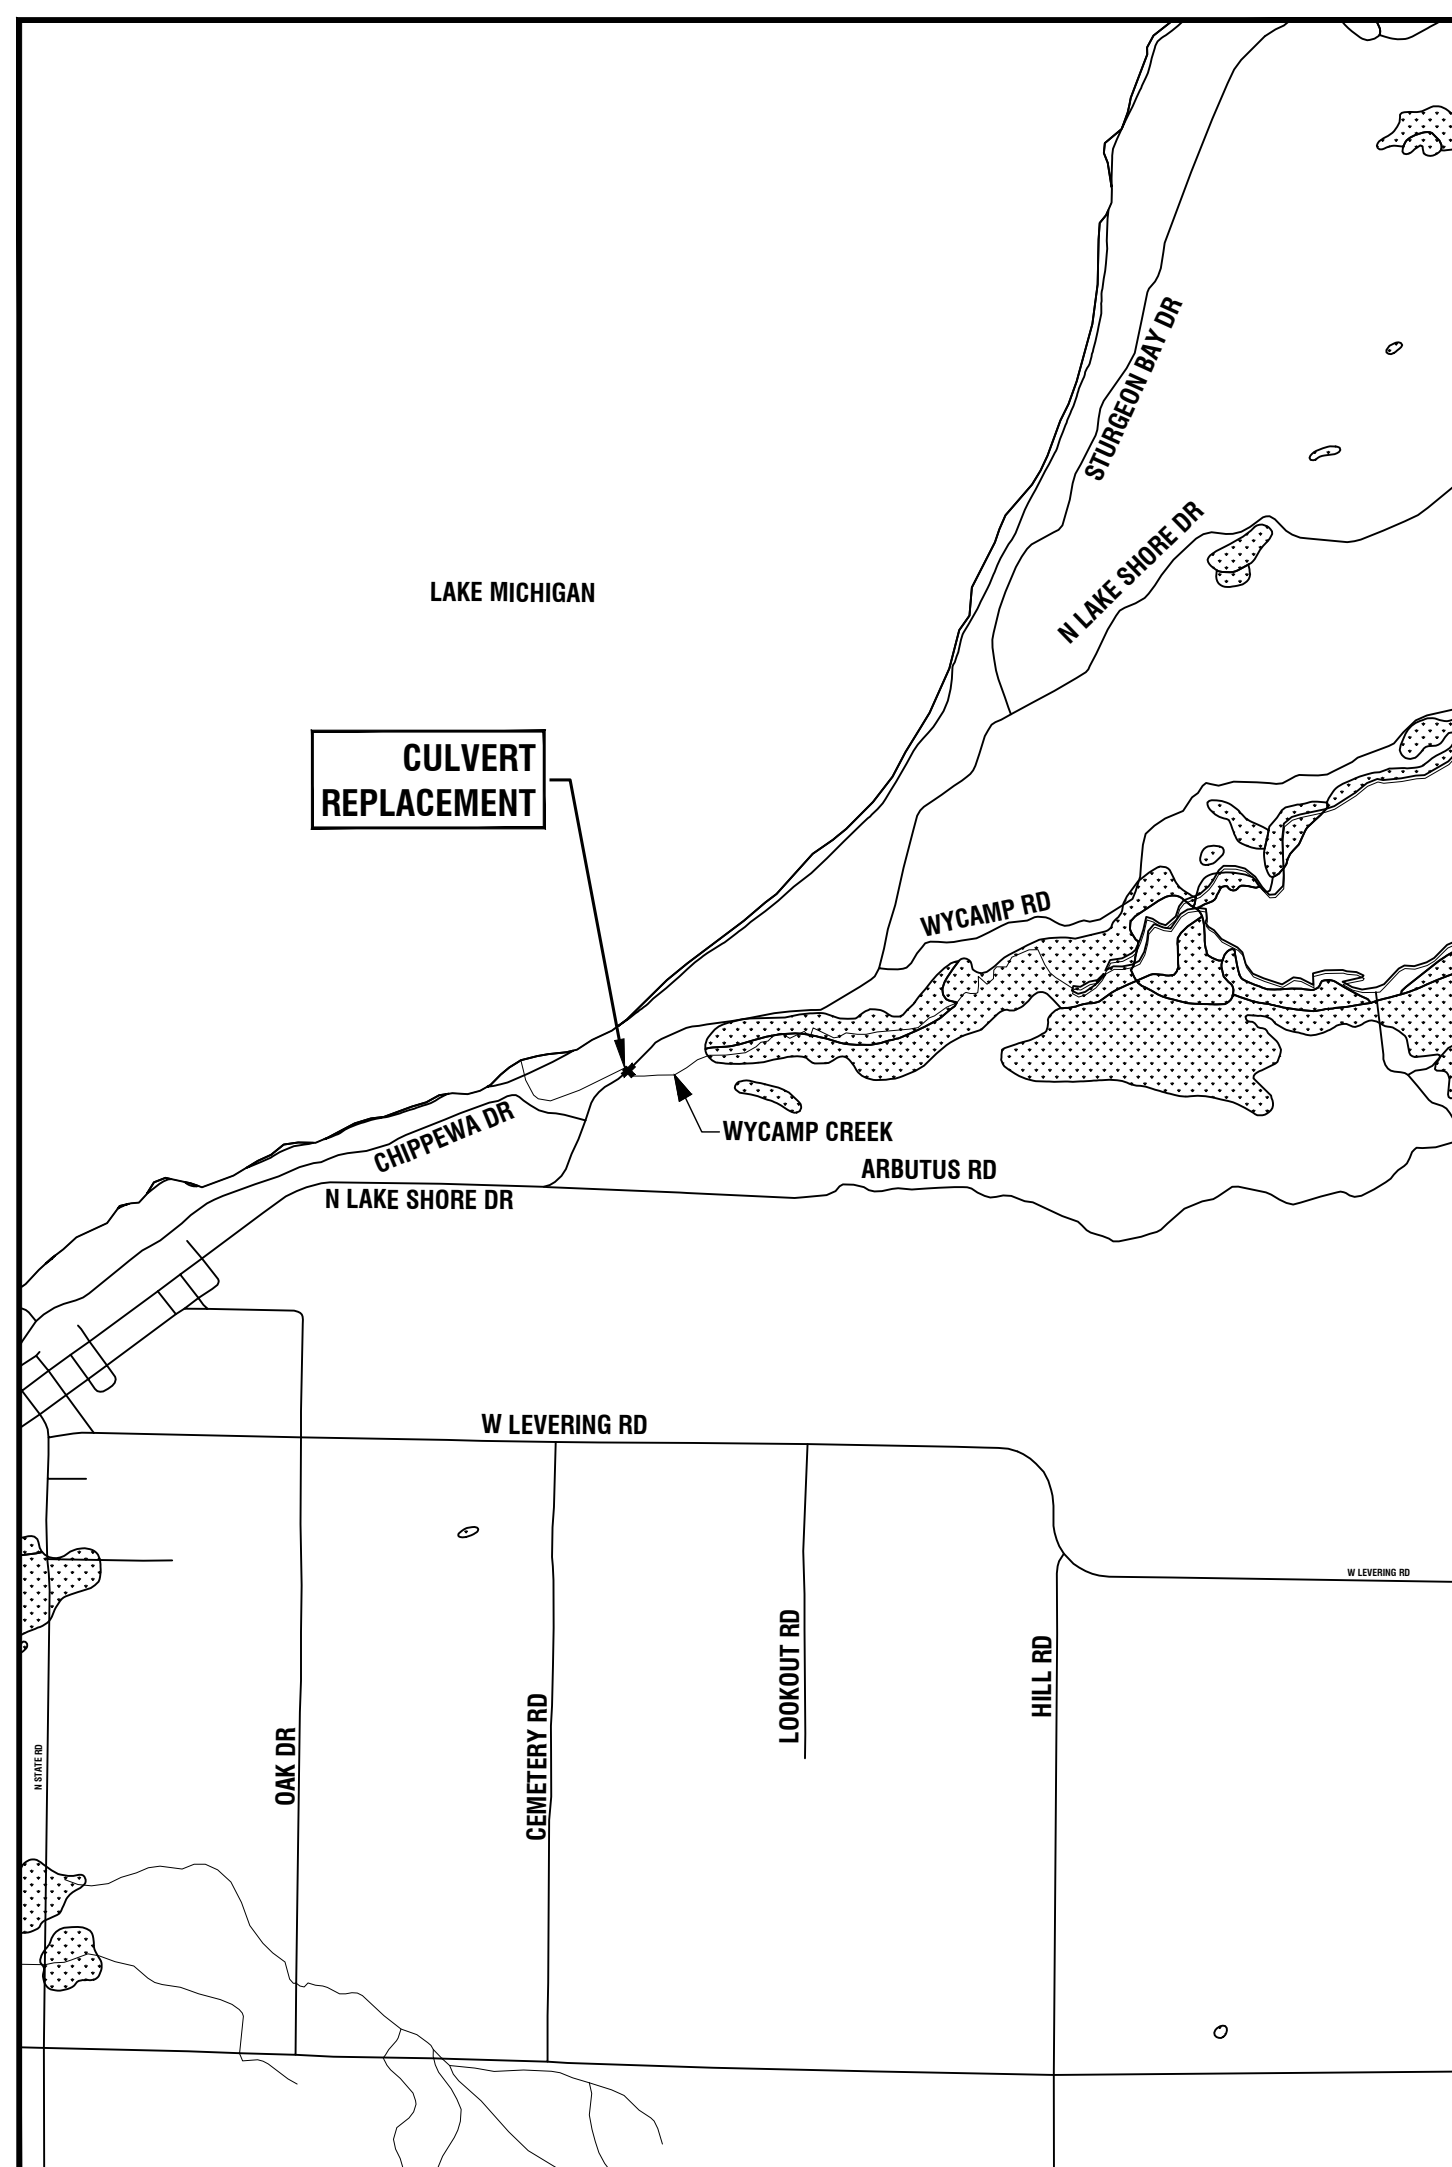 STURGEON BAY DR
N LAKE SHORE DR
LAKE MICHIGAN
CULVERT
REPLACEMENT
WYCAMP RD
CHIPPEWA DR
WYCAMP CREEK
ARBUTUS RD
N LAKE SHORE DR
W LEVERING RD
W LEVERING RD
LOOKOUT RD
HILL RD
CEMETERY RD
OAK DR
N STATE RD